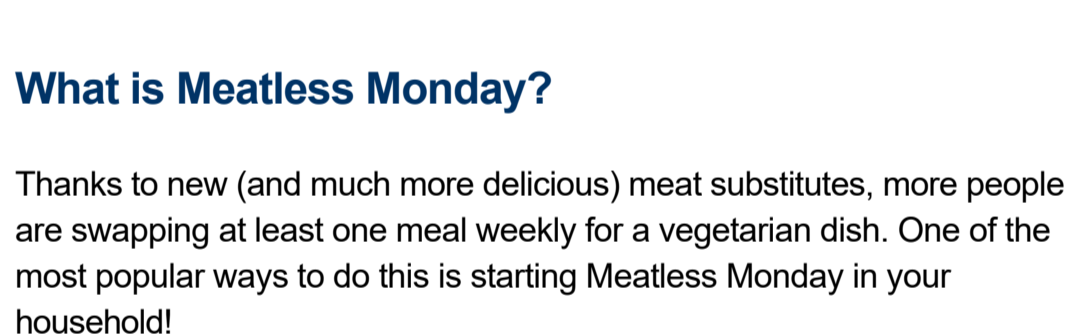 What is Meatless Monday?
Thanks to new (and much more delicious) meat substitutes, more people
are swapping at least one meal weekly for a vegetarian dish. One of the
most popular ways to do this is starting Meatless Monday in your
household!